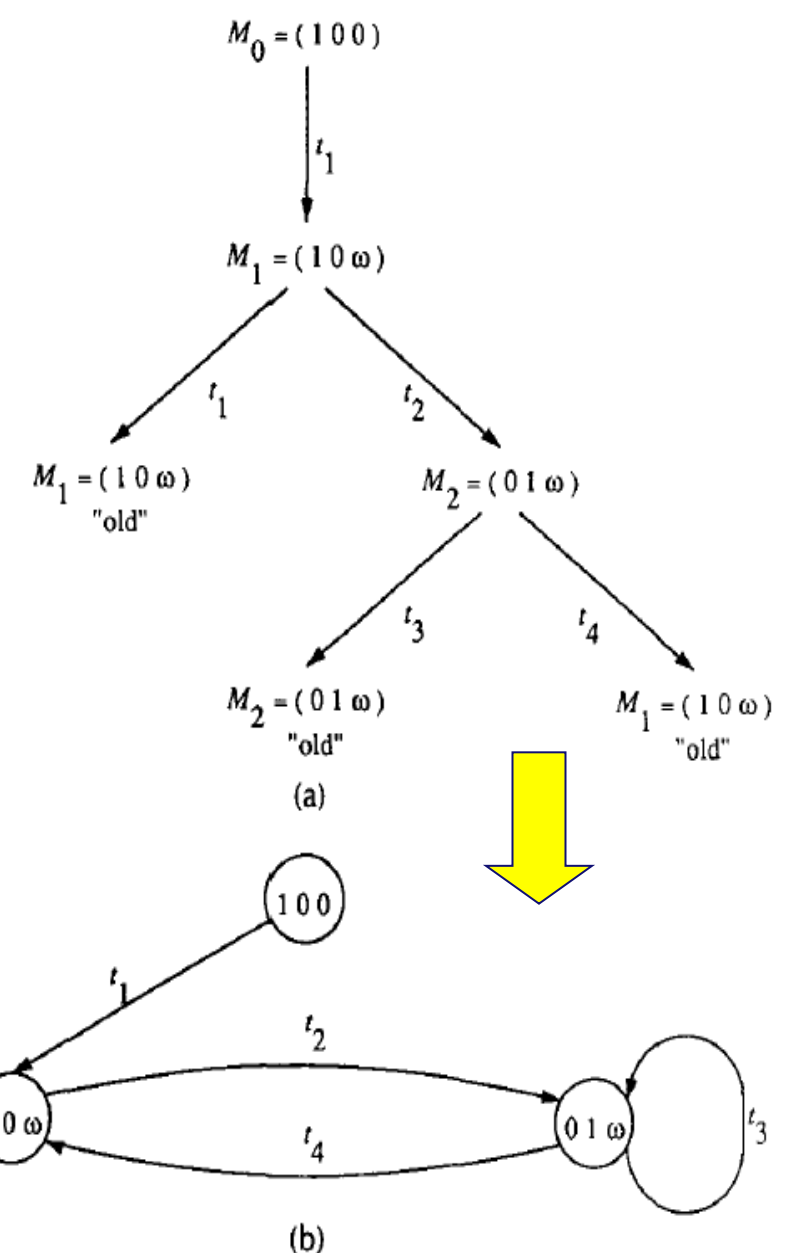 M0 = (1 0 0)
t1
M1 = (1 0 ω)
t1 t2
M1 = (1 0 ω) M2 = (0 1 ω)
"old"
t3 t4
M2 = (0 1 ω) M1 = (1 0 ω)
"old" "old"
(a)
1 0 0
t1
t2
0 ω 0 1 ω t3
t4
(b)